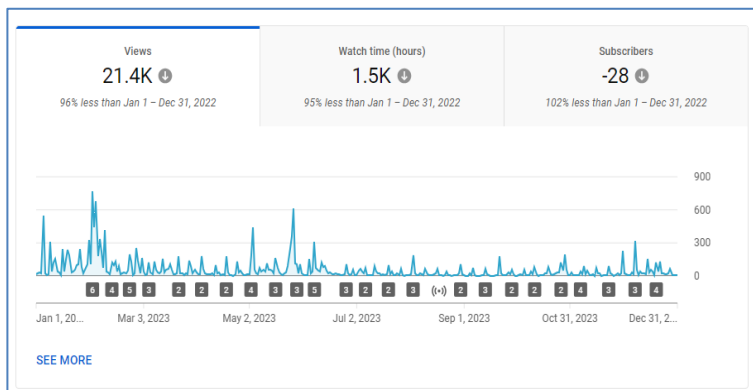 Views
21.4K
96% less than Jan 1 – Dec 31, 2022
Watch time (hours)
1.5K
95% less than Jan 1 – Dec 31, 2022
Subscribers
-28
102% less than Jan 1 – Dec 31, 2022
900
600
300
0
6 4 5 3 2 2 2 4 3 3 5 3 2 2 3 2 3 2 2 2 4 3 3 4
Jan 1, 20... Mar 3, 2023 May 2, 2023 Jul 2, 2023 Sep 1, 2023 Oct 31, 2023 Dec 31, 2...
SEE MORE